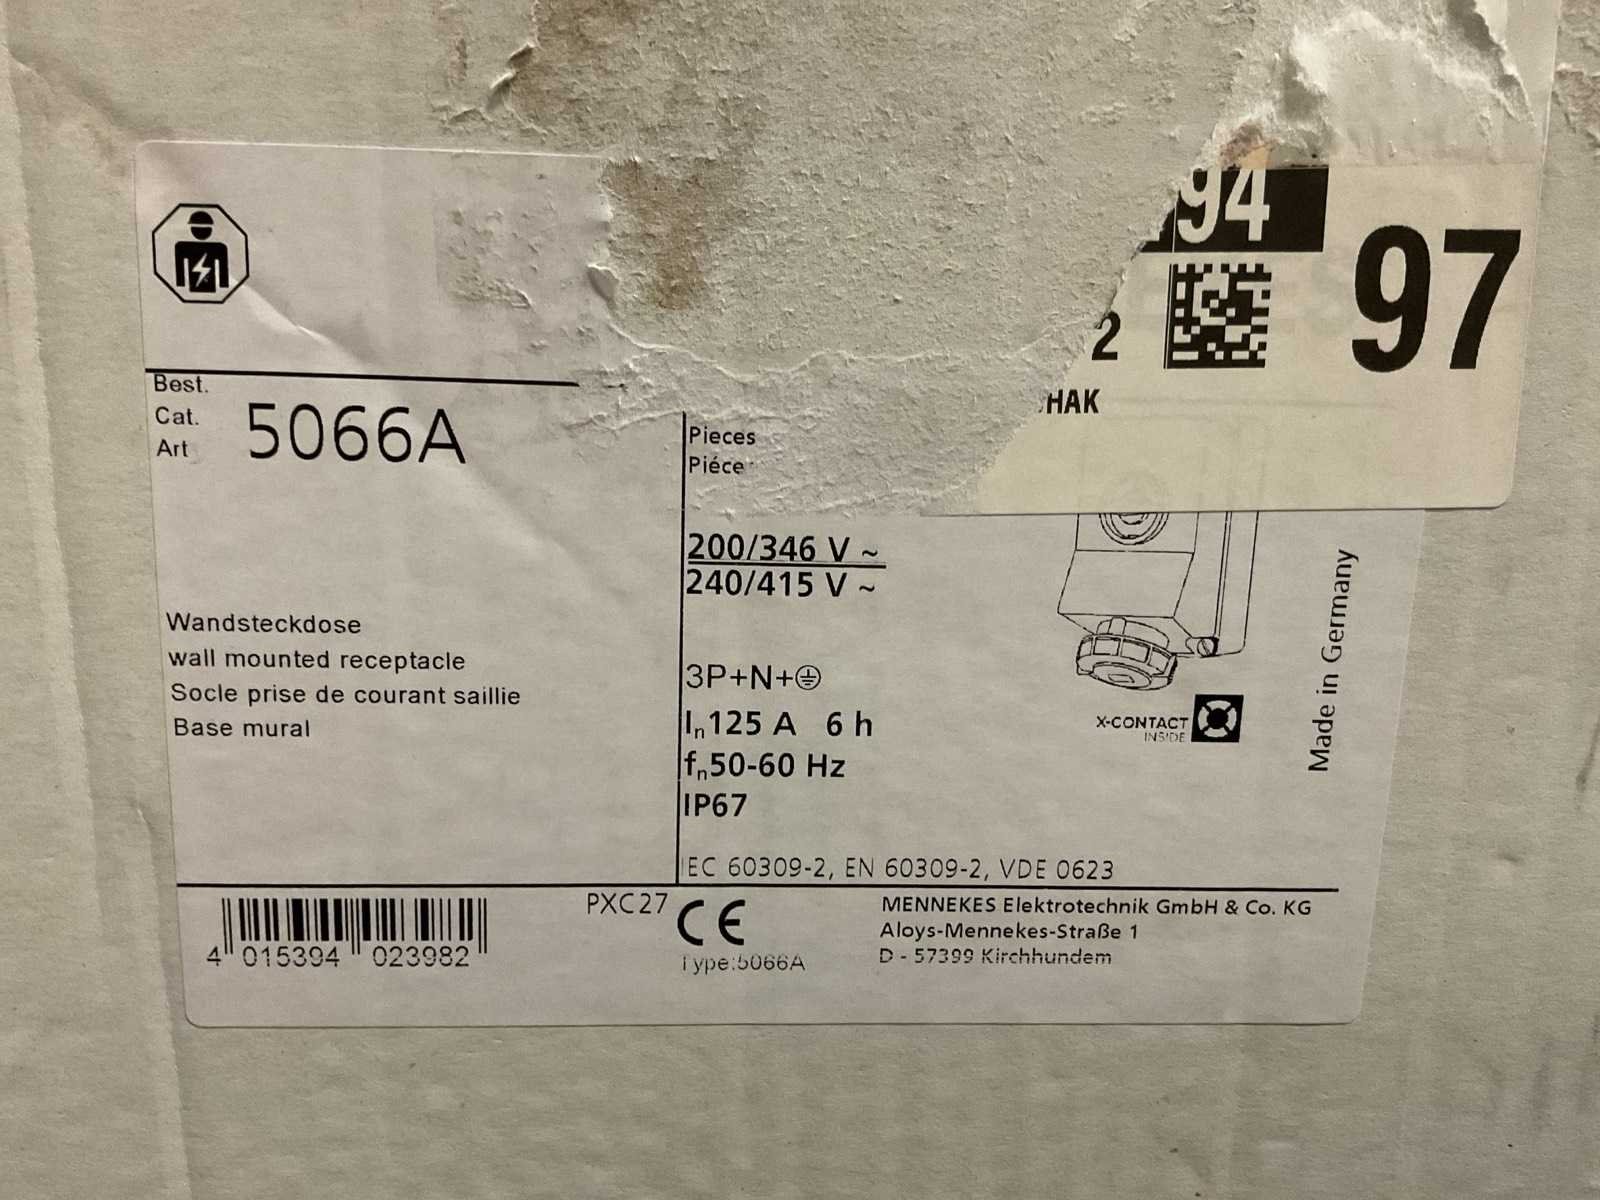 94
97
2
HAK
Best.
Cat.
Art
5066A
Pieces
Piéce
200/346 V ~
240/415 V ~
Wandsteckdose
wall mounted receptacle
Socle prise de courant saillie
Base mural
3P+N+⏚
In 125 A 6 h
fn 50-60 Hz
IP67
X-CONTACT
INSIDE
Made in Germany
IEC 60309-2, EN 60309-2, VDE 0623
4 015394 023982
PXC27
CE
Type:5066A
MENNEKES Elektrotechnik GmbH & Co. KG
Aloys-Mennekes-Straße 1
D - 57399 Kirchhundem